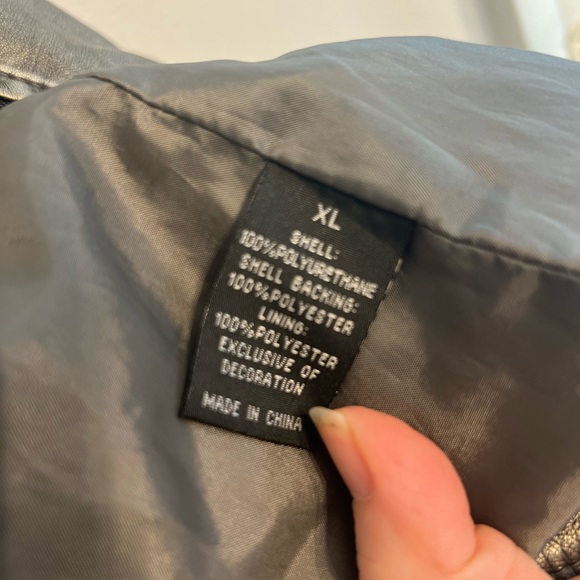 XL
SHELL:
100%POLYURETHANE
SHELL BACKING:
100%POLYESTER
LINING:
100%POLYESTER
EXCLUSIVE OF
DECORATION
MADE IN CHINA